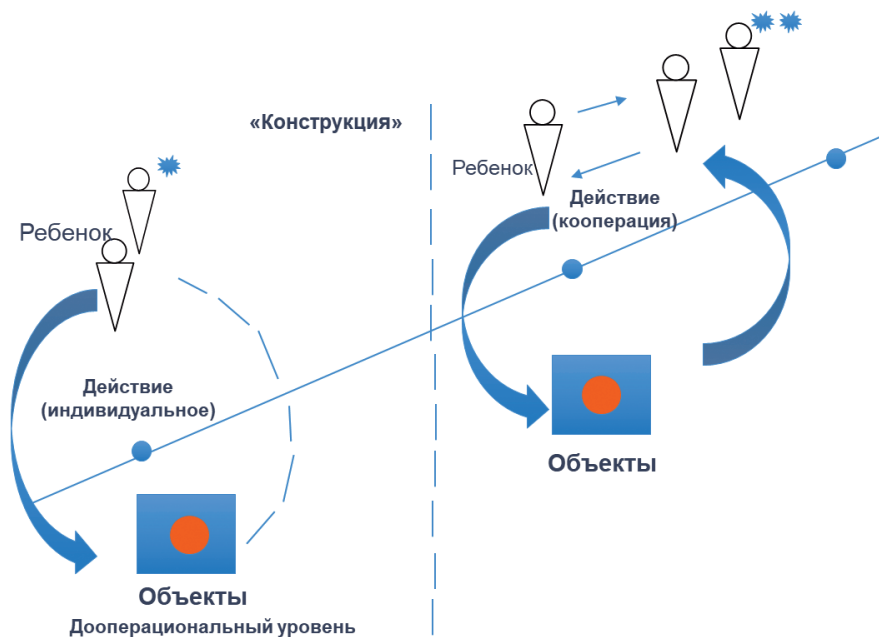 «Конструкция»
Ребенок
Действие
(кооперация)
Ребенок
Действие
(индивидуальное)
Объекты
Объекты
Дооперациональный уровень